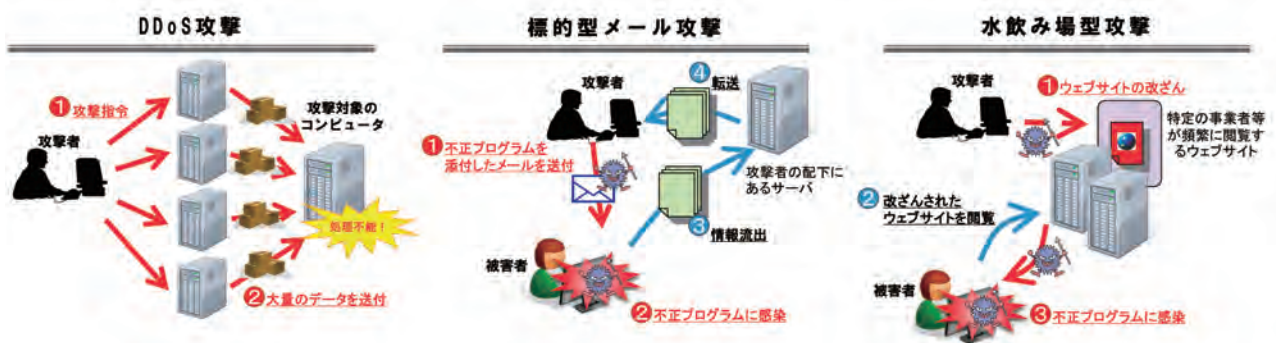 DDoS攻撃
❶攻撃指令
攻撃者
攻撃対象の
コンピュータ
処理不能！
❷大量のデータを送付
標的型メール攻撃
攻撃者
❹転送
❶不正プログラムを
添付したメールを送付
攻撃者の配下に
あるサーバ
❸情報流出
被害者
❷不正プログラムに感染
水飲み場型攻撃
攻撃者
❶ウェブサイトの改ざん
特定の事業者等
が頻繁に閲覧す
るウェブサイト
❷改ざんされた
ウェブサイトを閲覧
被害者
❸不正プログラムに感染